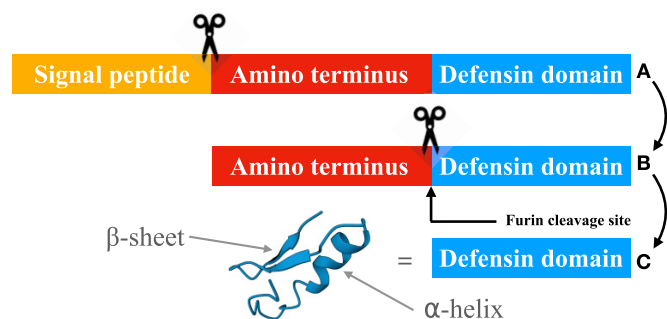 Signal peptide Amino terminus Defensin domain A
Amino terminus Defensin domain B
Furin cleavage site
β-sheet
= Defensin domain C
α-helix